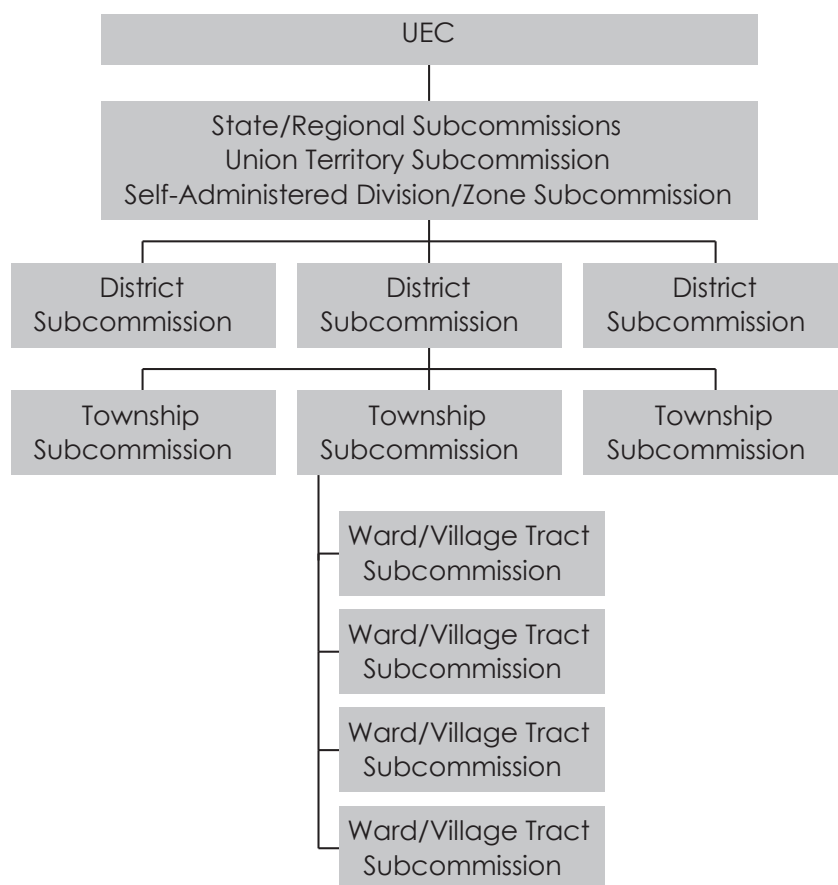 UEC
State/Regional Subcommissions
Union Territory Subcommission
Self-Administered Division/Zone Subcommission
District
Subcommission
District
Subcommission
District
Subcommission
Township
Subcommission
Township
Subcommission
Township
Subcommission
Ward/Village Tract
Subcommission
Ward/Village Tract
Subcommission
Ward/Village Tract
Subcommission
Ward/Village Tract
Subcommission